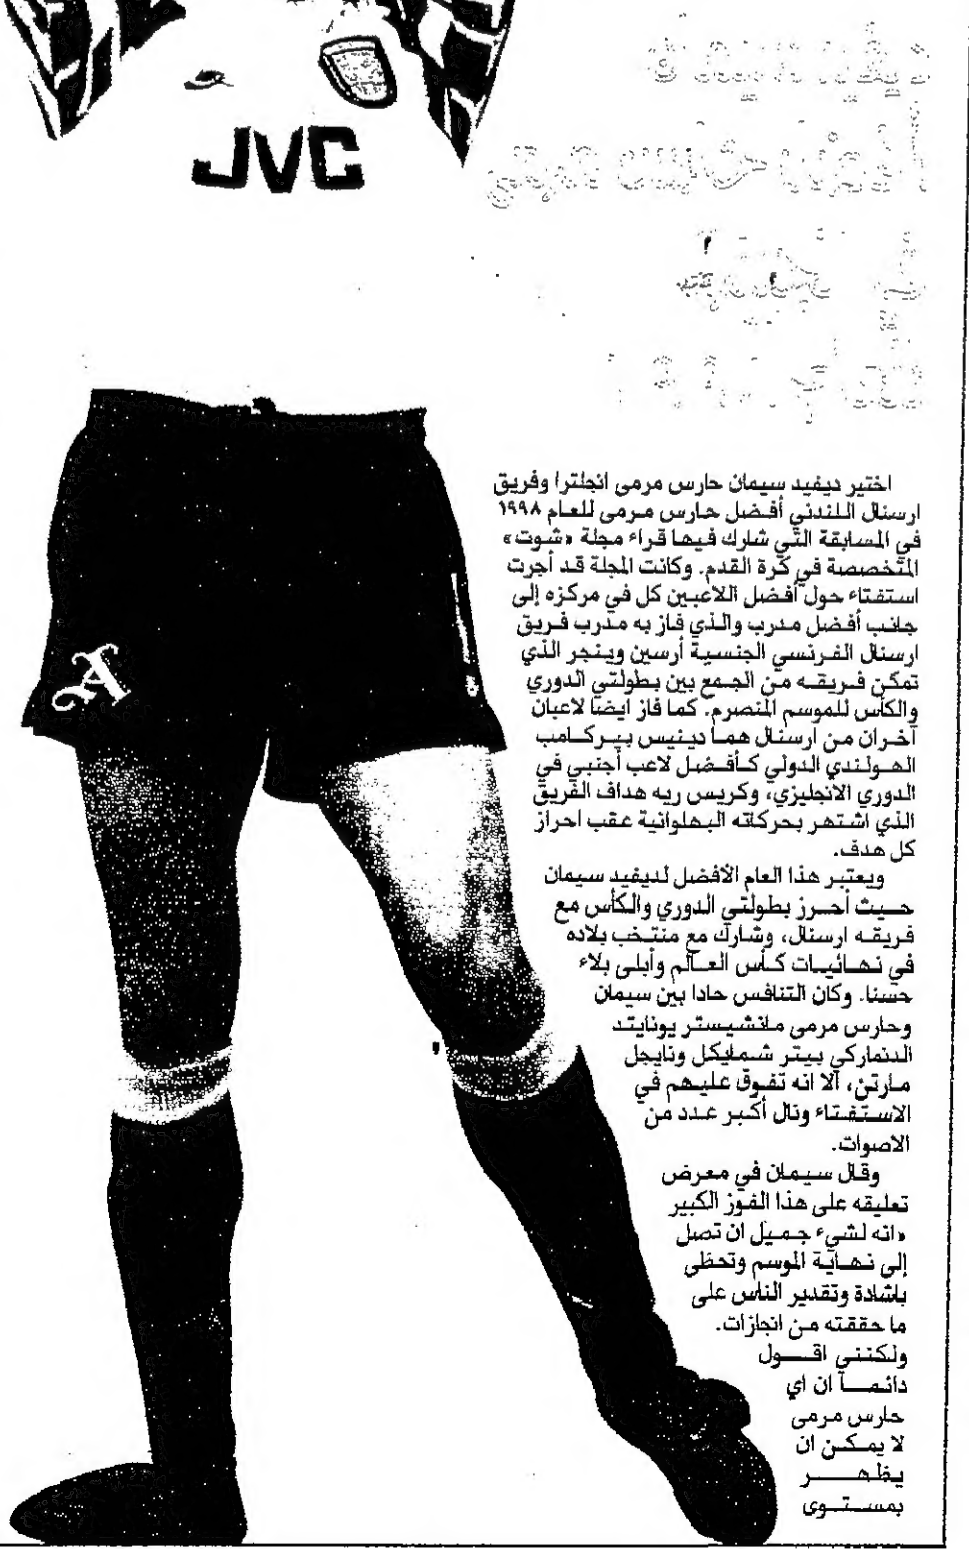 JVC
اختير ديفيد سيمان حارس مرمى انجلترا وفريق
ارسنال اللندني أفضل حارس مرمى للعام ١٩٩٨
في المسابقة التي شارك فيها قراء مجلة «شوت»
المتخصصة في كرة القدم. وكانت المجلة قد أجرت
استفتاء حول أفضل اللاعبين كل في مركزه إلى
جانب أفضل مدرب والذي فاز به مدرب فريق
ارسنال الفرنسي الجنسية أرسين وينجر الذي
تمكن فريقه من الجمع بين بطولتي الدوري
والكأس للموسم المنصرم. كما فاز ايضا لاعبان
آخران من ارسنال هما دينيس بيركامب
الهولندي الدولي كأفضل لاعب أجنبي في
الدوري الانجليزي، وكريس ريه هداف الفريق
الذي اشتهر بحركاته البهلوانية عقب احراز
كل هدف.
ويعتبر هذا العام الأفضل لديفيد سيمان
حيث أحرز بطولتي الدوري والكأس مع
فريقه ارسنال، وشارك مع منتخب بلاده
في نهائيات كأس العالم وأبلى بلاء
حسنا. وكان التنافس حادا بين سيمان
وحارس مرمى مانشيستر يونايتد
الدنماركي بيتر شمايكل ونايجل
مارتن، ألا انه تفوق عليهم في
الاستفتاء ونال أكبر عدد من
الاصوات.
وقال سيمان في معرض
تعليقه على هذا الفوز الكبير
«انه لشيء جميل ان تصل
إلى نهاية الموسم وتحظى
باشادة وتقدير الناس على
ما حققته من انجازات.
ولكنني اقول
دائما ان اي
حارس مرمى
لا يمكن ان
يظهر
بمستوى